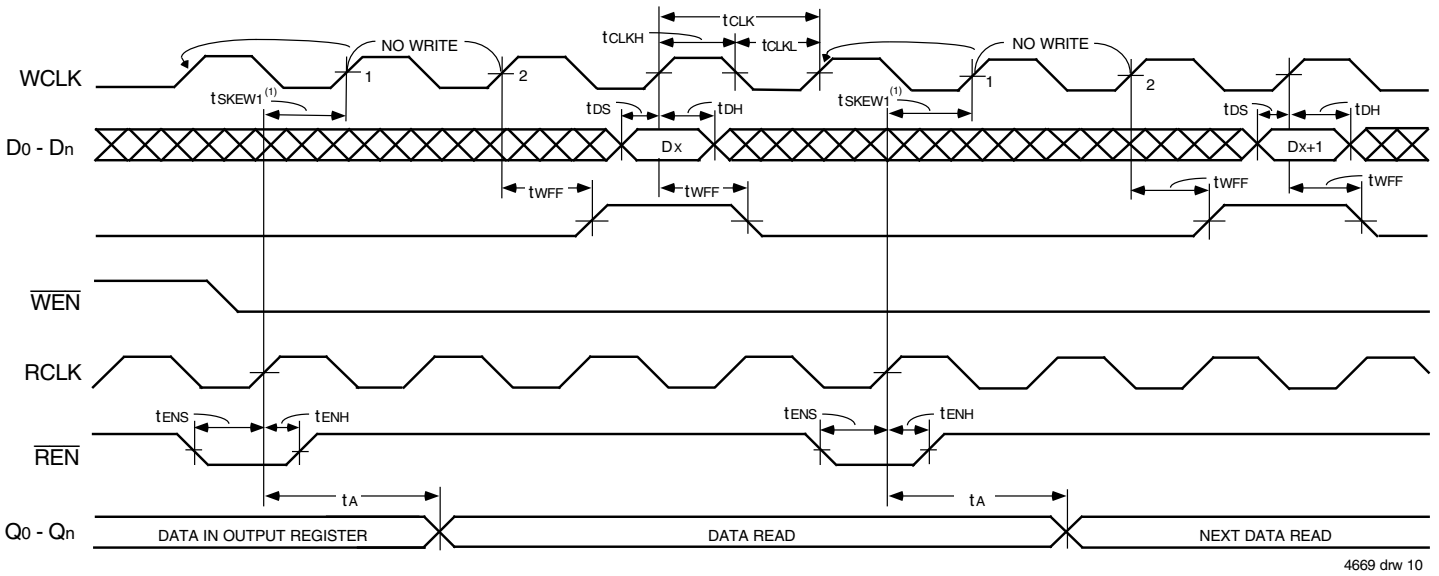 tCLK
tCLKH
tCLKL
NO WRITE
NO WRITE
WCLK
1
2
1
2
tSKEW1(1)
tDS
tDH
tSKEW1(1)
tDS
tDH
D0 - Dn
DX
DX+1
tWFF
tWFF
tWFF
tWFF
WEN
RCLK
tENS
tENH
tENS
tENH
REN
tA
tA
Q0 - Qn
DATA IN OUTPUT REGISTER
DATA READ
NEXT DATA READ
4669 drw 10